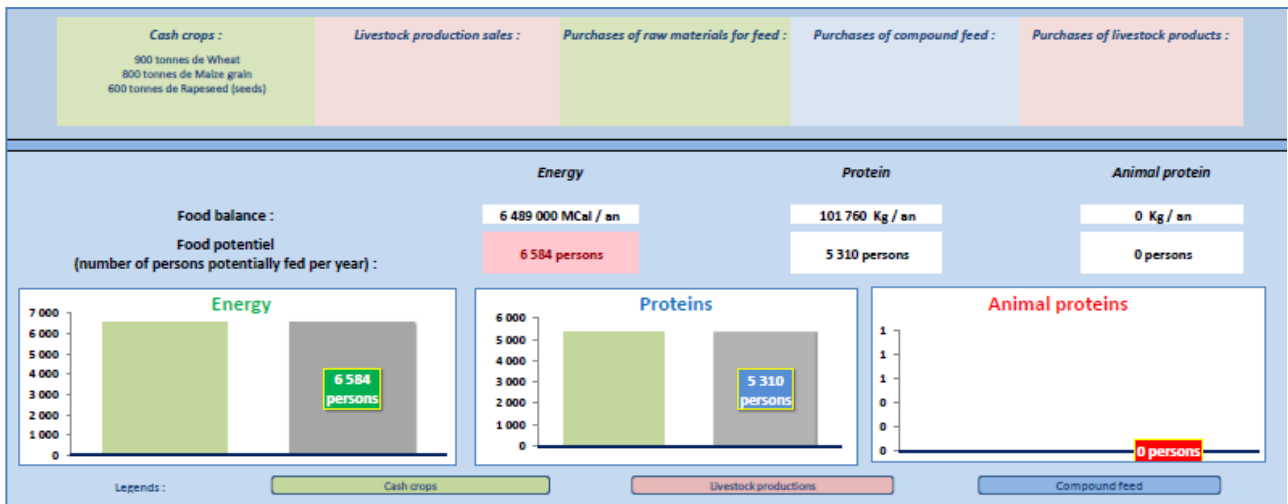 Cash crops :
900 tonnes de Wheat
800 tonnes de Maize grain
600 tonnes de Rapeseed (seeds)
Livestock production sales :
Purchases of raw materials for feed :
Purchases of compound feed :
Purchases of livestock products :
Energy
Protein
Animal protein
Food balance :
6 489 000 MCal / an
101 760 Kg / an
0 Kg / an
Food potentiel
(number of persons potentially fed per year) :
6 584 persons
5 310 persons
0 persons
Energy
7 000
6 000
5 000
4 000
3 000
2 000
1 000
0
6 584
persons
Proteins
6 000
5 000
4 000
3 000
2 000
1 000
0
5 310
persons
Animal proteins
1
1
1
0
0
0
0 persons
Legends :
Cash crops
Livestock productions
Compound feed